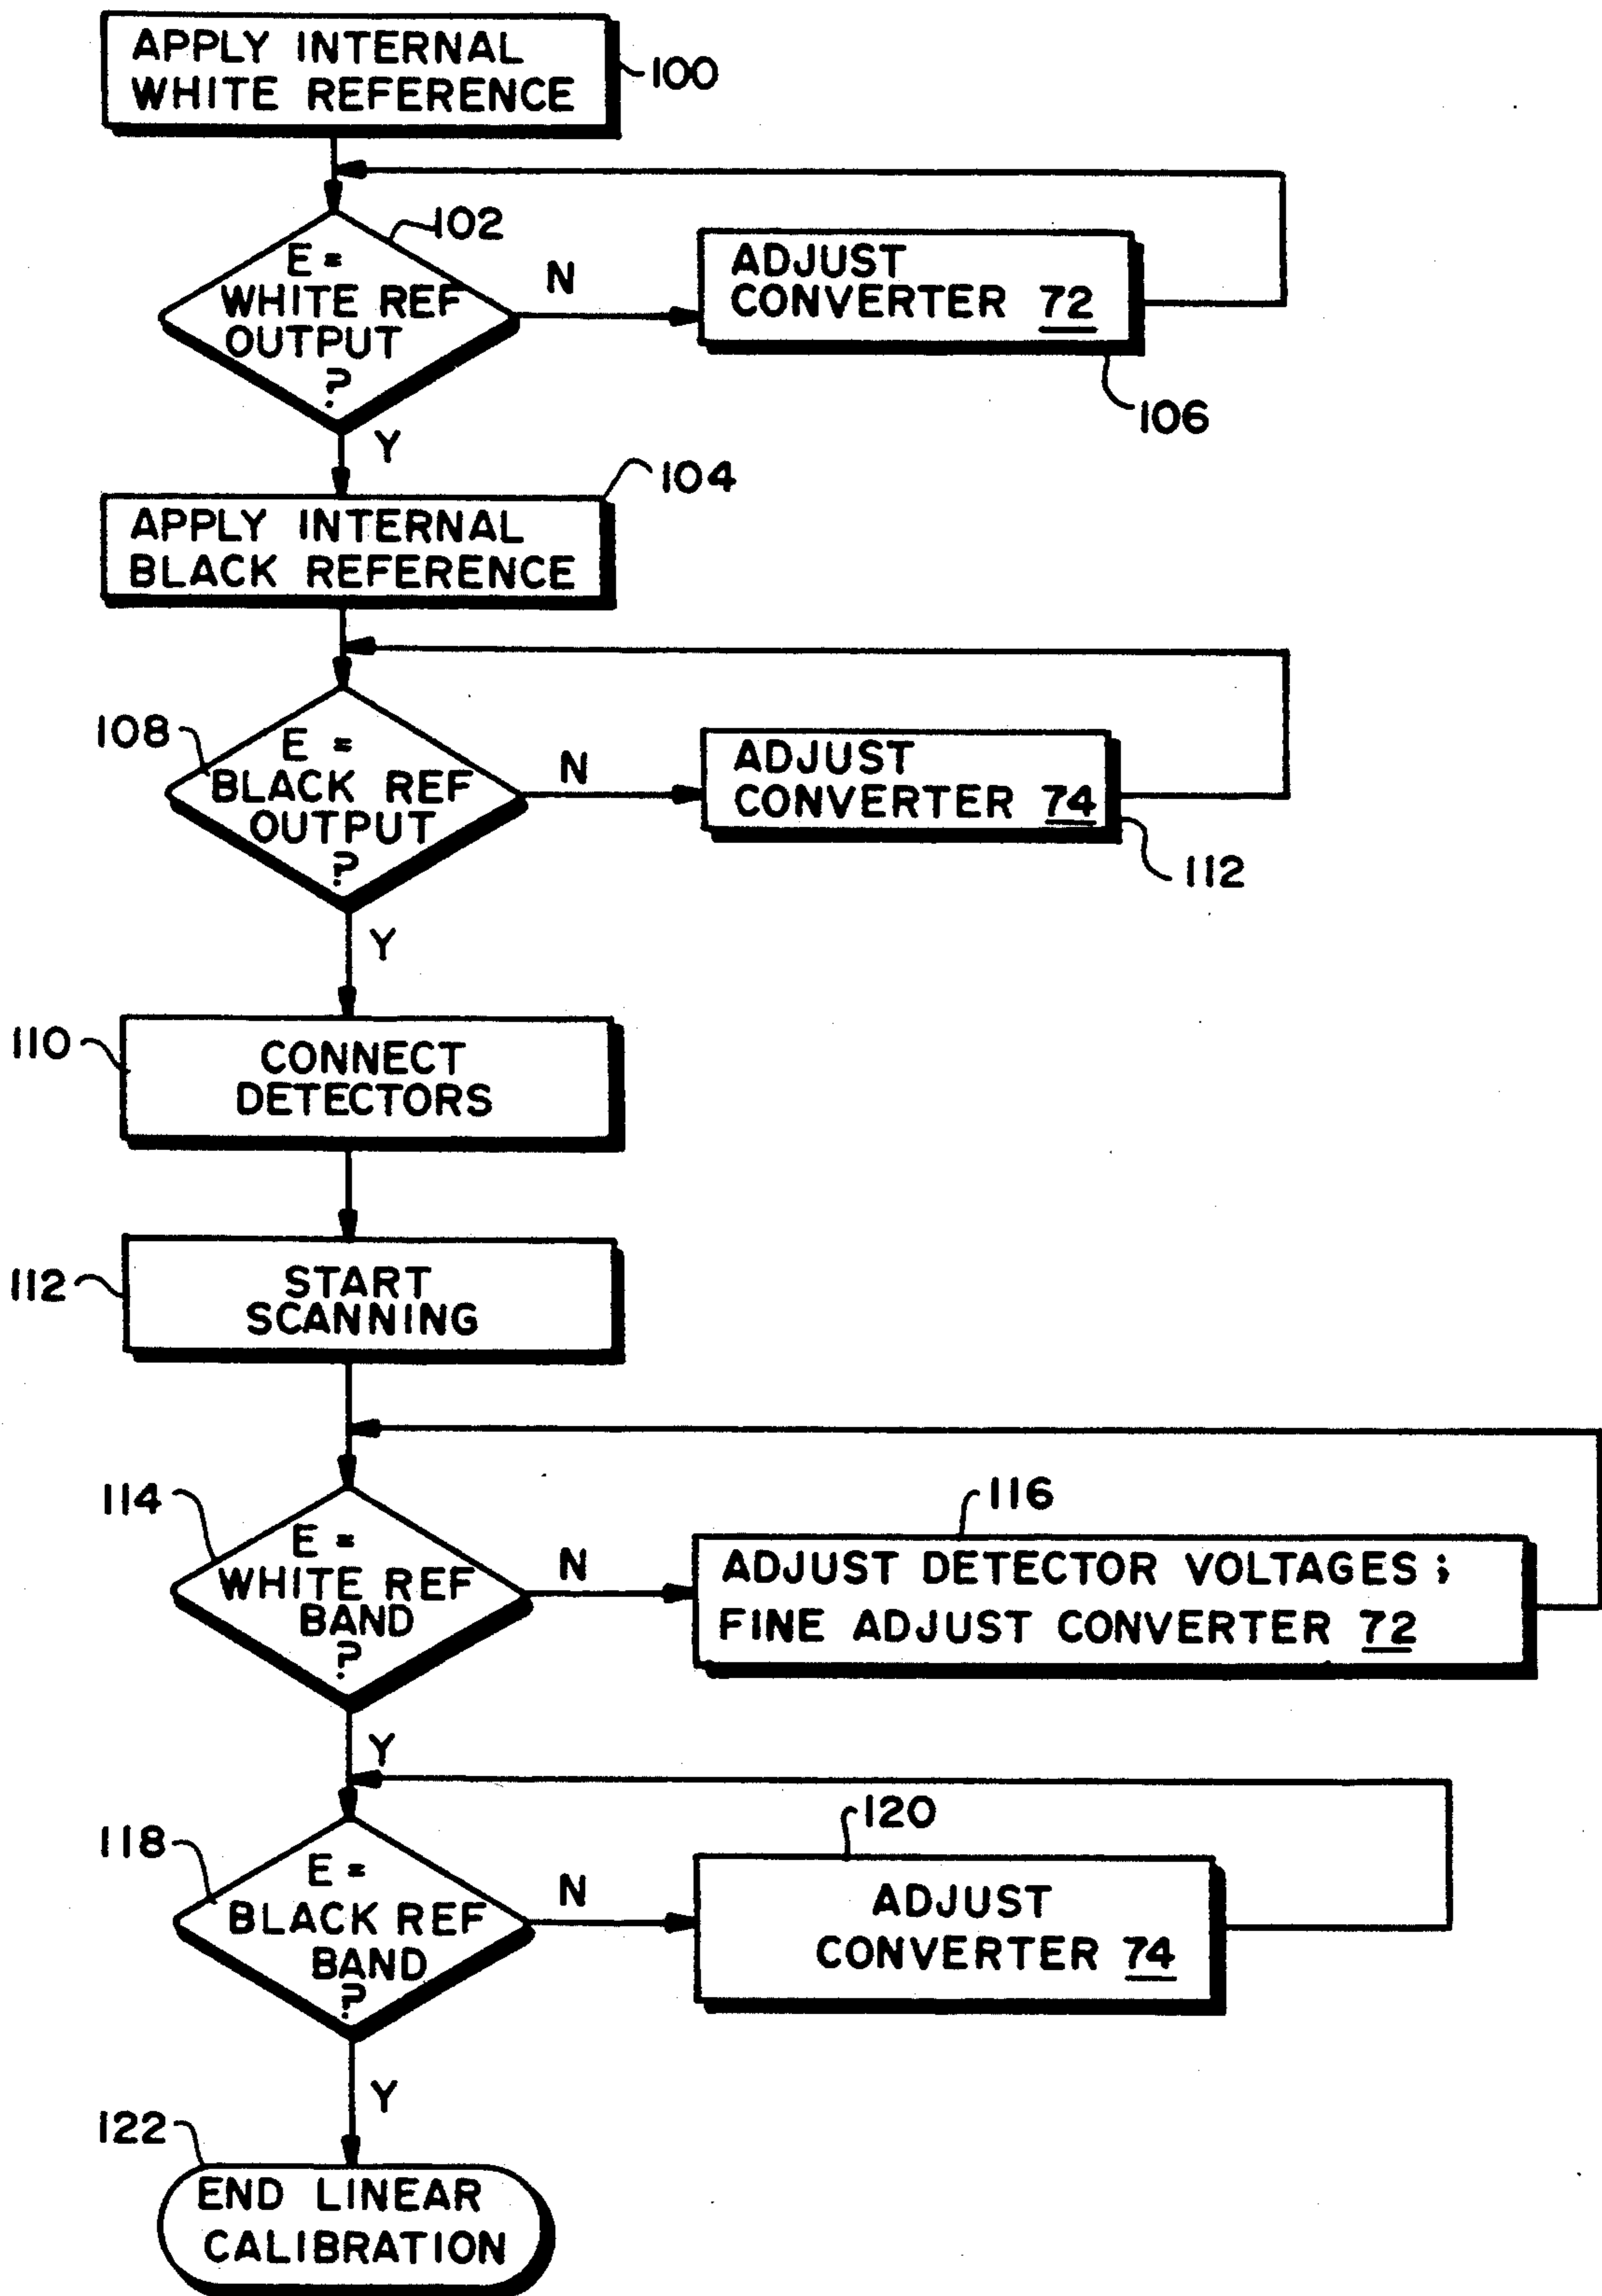 APPLY INTERNAL
WHITE REFERENCE
100
102
E =
WHITE REF
OUTPUT
?
N
ADJUST
CONVERTER 72
106
Y
104
APPLY INTERNAL
BLACK REFERENCE
108
E =
BLACK REF
OUTPUT
?
N
ADJUST
CONVERTER 74
112
Y
110
CONNECT
DETECTORS
112
START
SCANNING
114
E =
WHITE REF
BAND
?
N
116
ADJUST DETECTOR VOLTAGES ;
FINE ADJUST CONVERTER 72
Y
118
E =
BLACK REF
BAND
?
N
120
ADJUST
CONVERTER 74
Y
122
END LINEAR
CALIBRATION